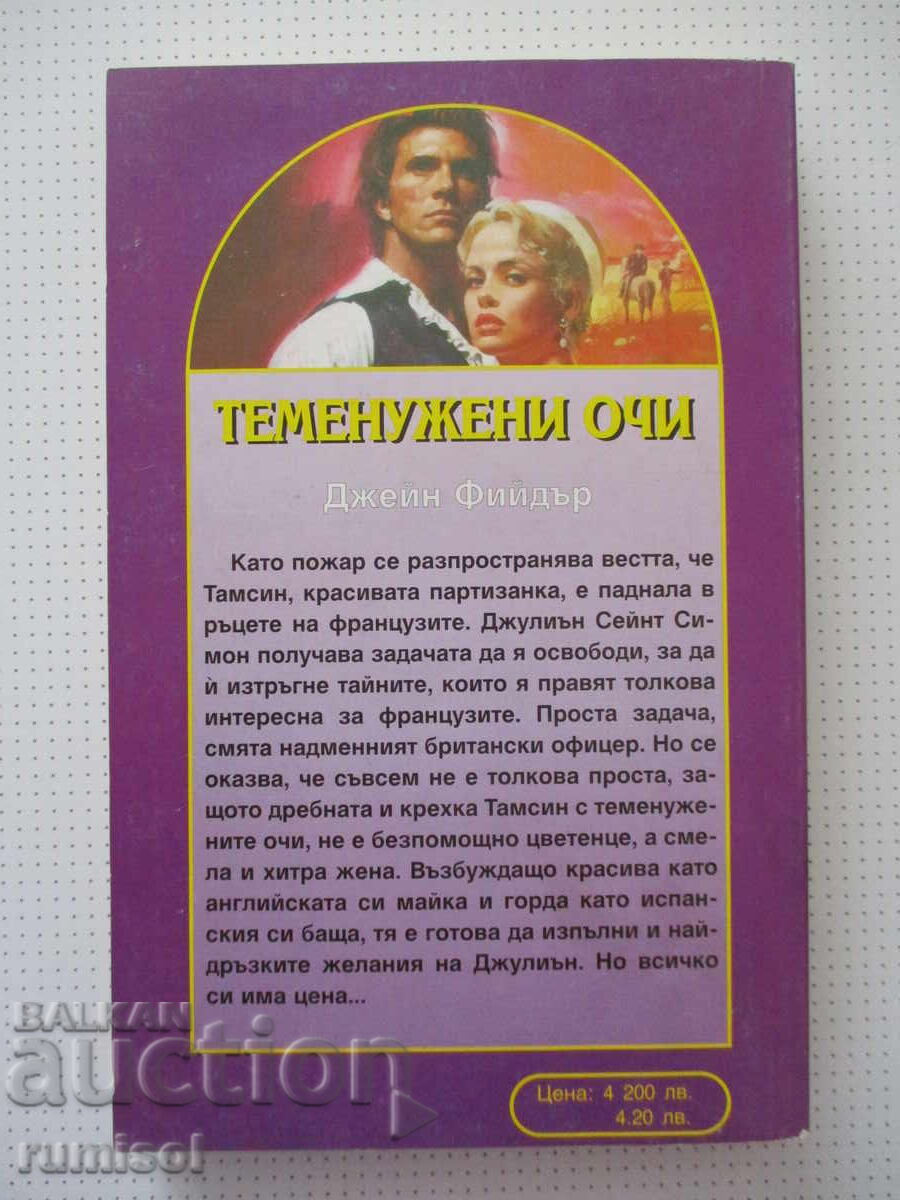 ТЕМЕНУЖЕНИ ОЧИ
Джейн Фийдър
Като пожар се разпространява вестта, че
Тамсин, красивата партизанка, е паднала в
ръцете на французите. Джулиън Сейнт Си-
мон получава задачата да я освободи, за да
ѝ изтръгне тайните, които я правят толкова
интересна за французите. Проста задача,
смята надменният британски офицер. Но се
оказва, че съвсем не е толкова проста, за-
щото дребната и крехка Тамсин с теменуже-
ните очи, не е безпомощно цветенце, а сме-
ла и хитра жена. Възбуждащо красива като
английската си майка и горда като испан-
ския си баща, тя е готова да изпълни и най-
дръзките желания на Джулиън. Но всичко
си има цена...
BALKAN
auction
Цена: 4 200 лв.
4.20 лв.
rumisol